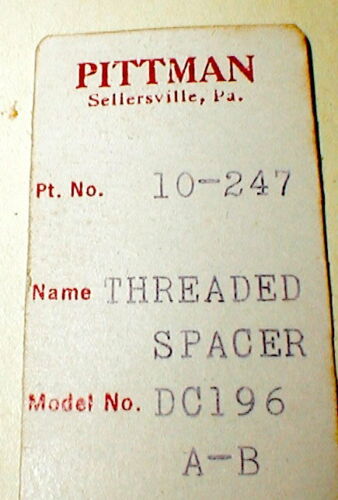 PITTMAN
Sellersville, Pa.
Pt. No. 10-247
Name THREADED
SPACER
Model No. DC196
A-B